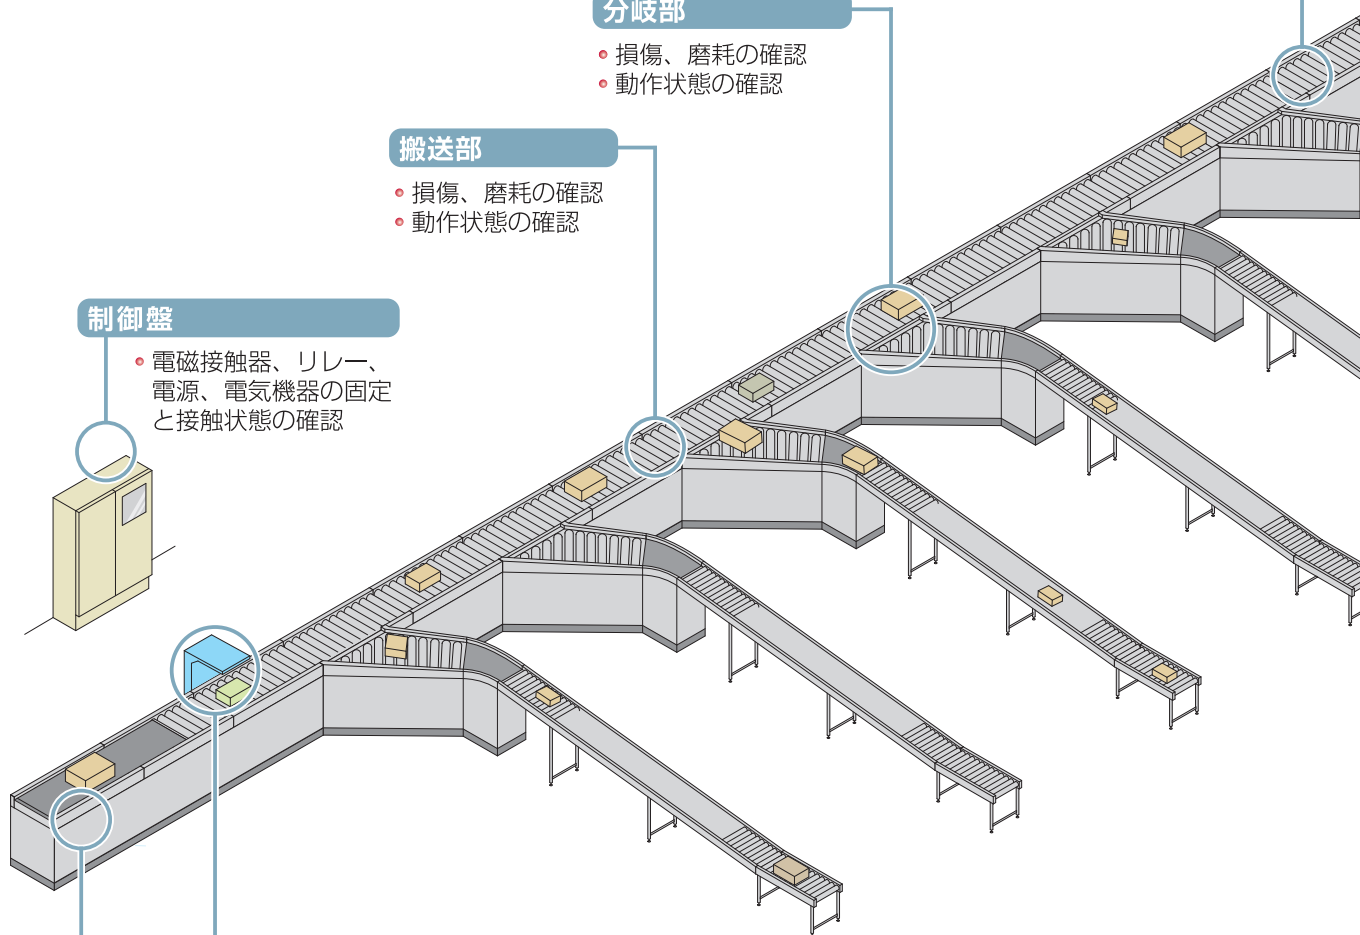 分岐部
損傷、磨耗の確認
動作状態の確認
搬送部
損傷、磨耗の確認
動作状態の確認
制御盤
電磁接触器、リレー、
電源、電気機器の固定
と接触状態の確認